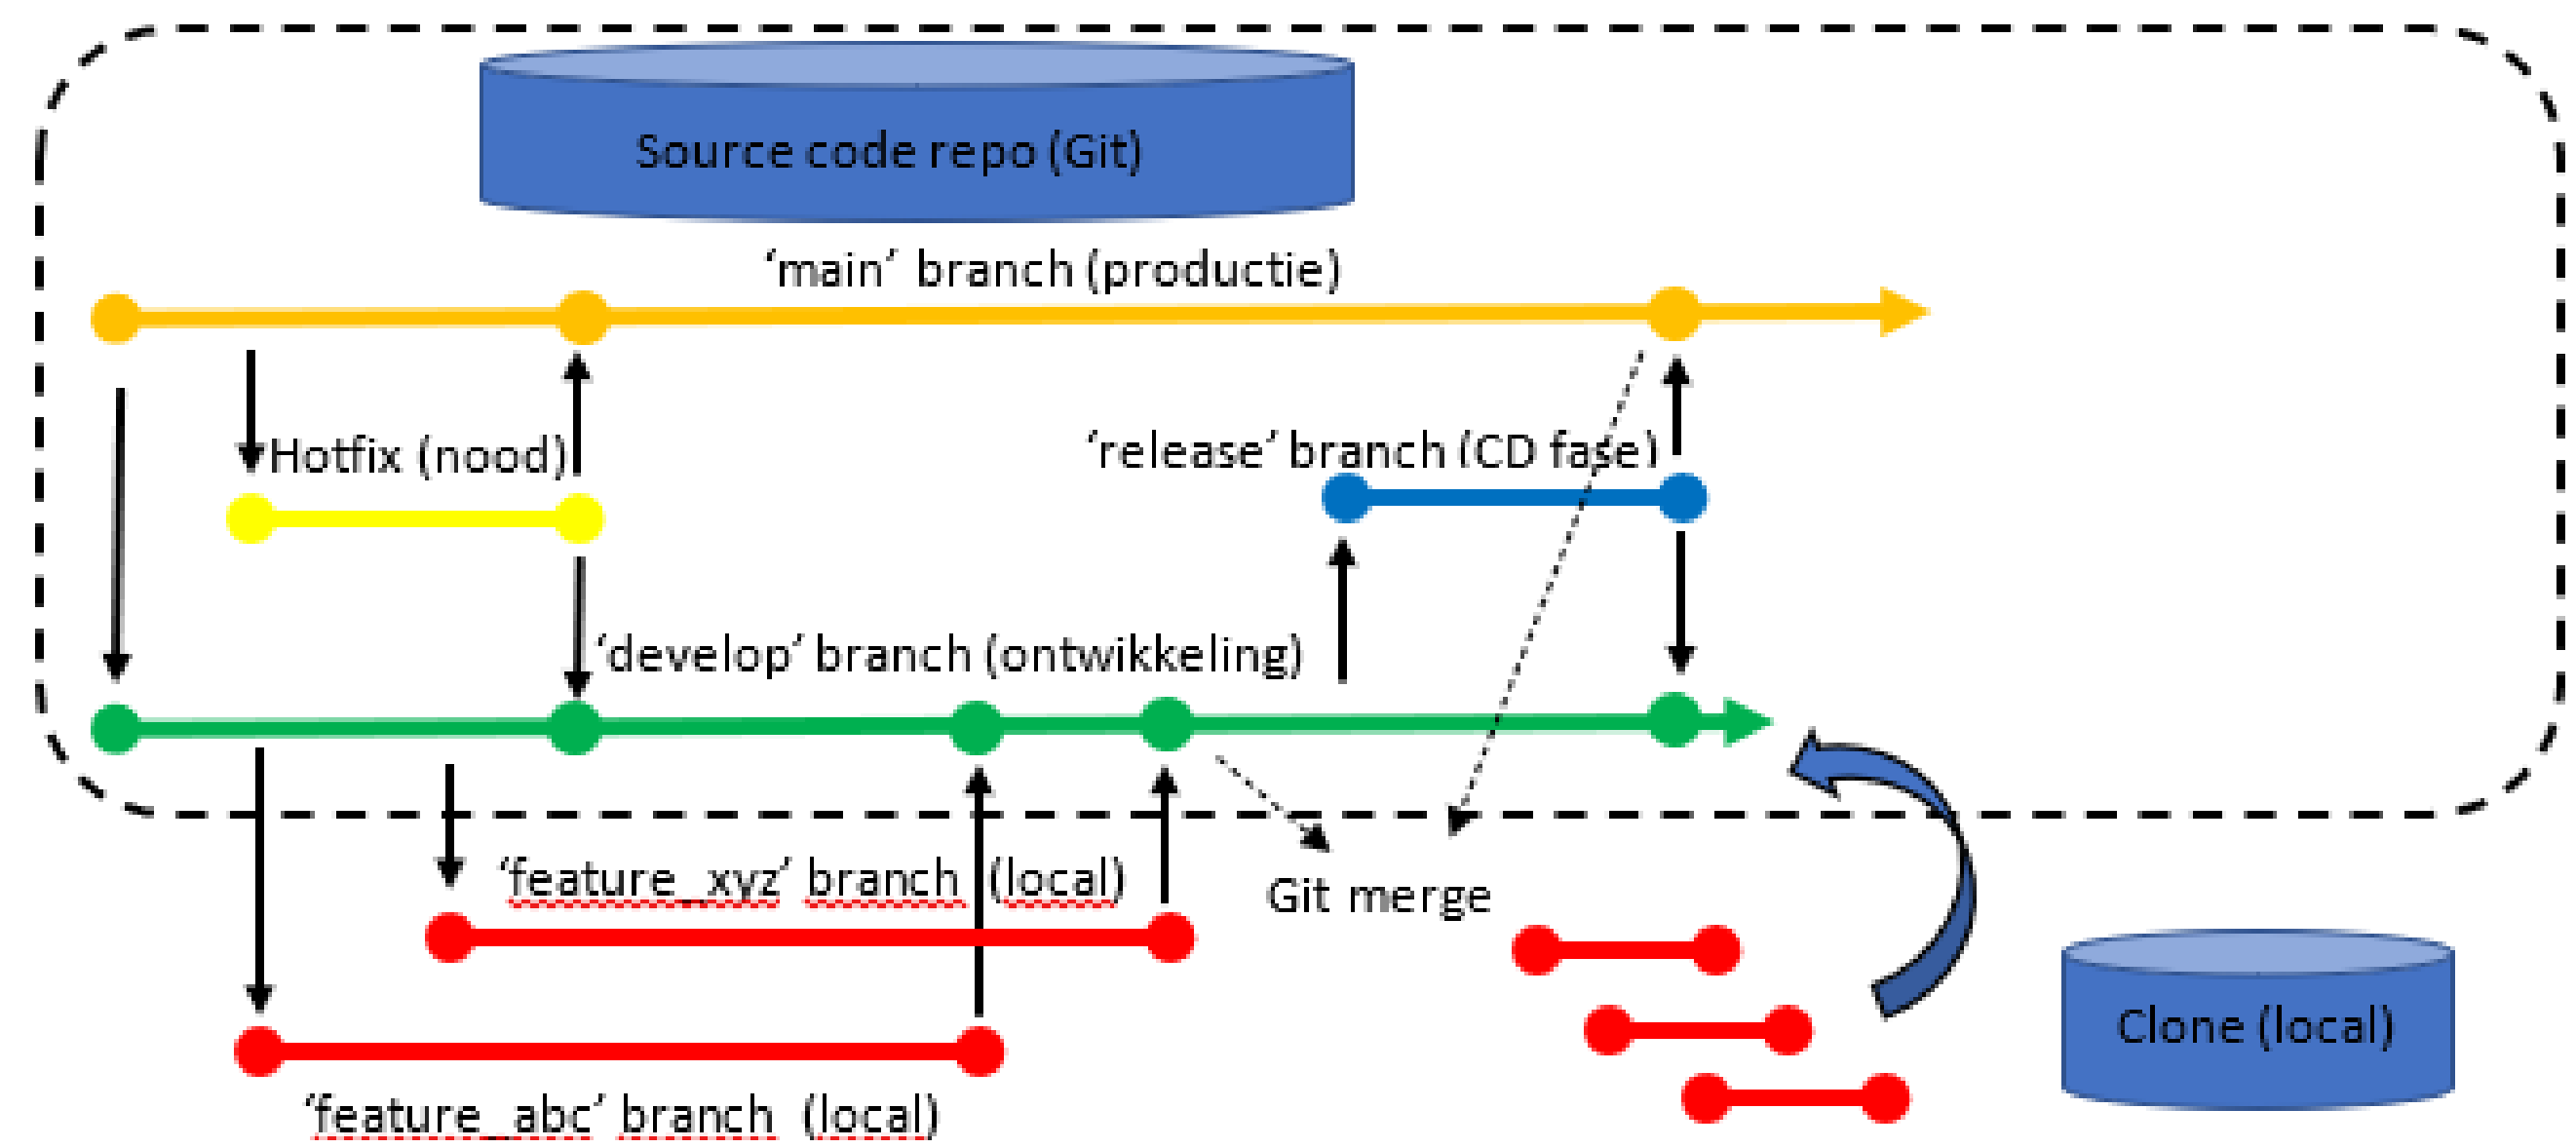 Source code repo (Git)
‘main’ branch (productie)
Hotfix (nood)
‘release’ branch (CD fase)
‘develop’ branch (ontwikkeling)
‘feature_xyz’ branch (local)
Git merge
Clone (local)
‘feature_abc’ branch (local)